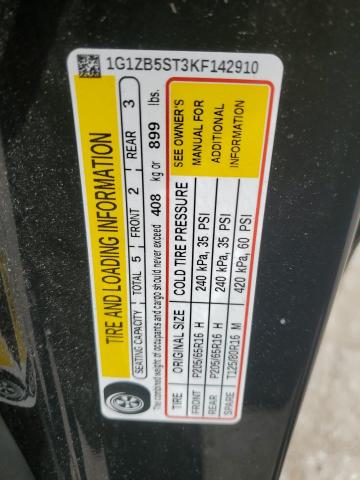 1G1ZB5ST3KF142910
TIRE AND LOADING INFORMATION
SEATING CAPACITY TOTAL 5 FRONT 2 REAR 3
The combined weight of occupants and cargo should never exceed 408 kg or 899 lbs.
TIRE ORIGINAL SIZE COLD TIRE PRESSURE SEE OWNER'S
FRONT P205/65R16 H 240 kPa, 35 PSI MANUAL FOR
REAR P205/65R16 H 240 kPa, 35 PSI ADDITIONAL
SPARE T125/80R16 M 420 kPa, 60 PSI INFORMATION